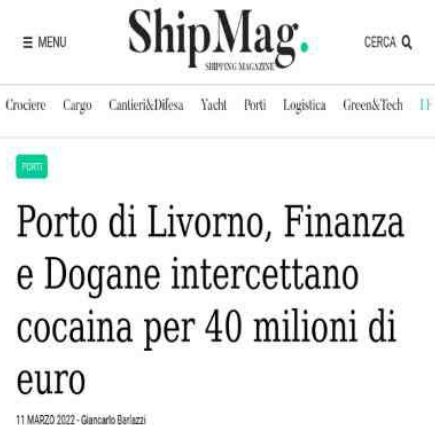 ☰ MENU
ShipMag.
SHIPPING MAGAZINE
CERCA
Crociere Cargo Cantieri&Difesa Yacht Porti Logistica Green&Tech
PORTI
Porto di Livorno, Finanza
e Dogane intercettano
cocaina per 40 milioni di
euro
11 MARZO 2022 - Giancarlo Barlazzi